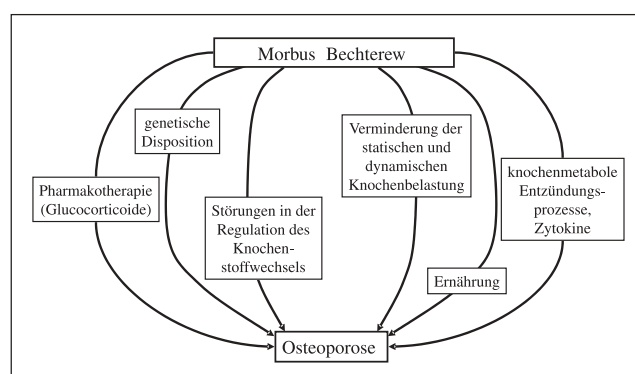 Morbus Bechterew
genetische
Disposition
Verminderung der
statischen und
dynamischen
Knochenbelastung
knochenmetabole
Entzündungs-
prozesse,
Zytokine
Pharmakotherapie
(Glucocorticoide)
Störungen in der
Regulation des
Knochen-
stoffwechsels
Ernährung
Osteoporose